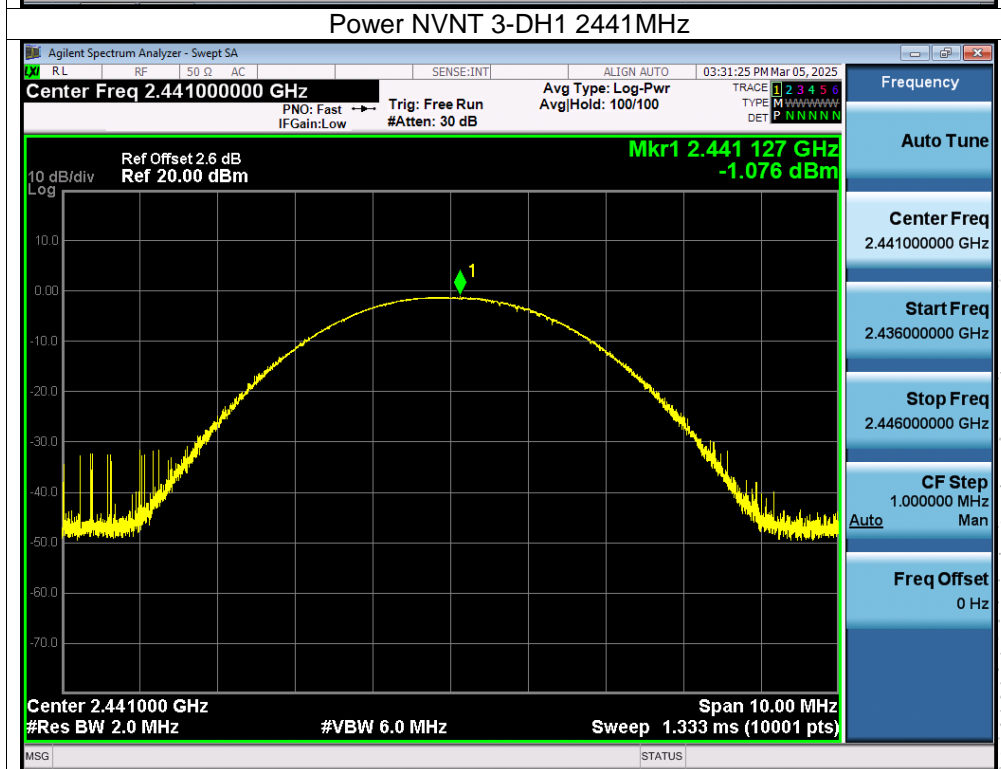 Power NVNT 3-DH1 2441MHz
Agilent Spectrum Analyzer - Swept SA
LXI RL RF 50 Ω AC SENSE:INT ALIGN AUTO 03:31:25 PM Mar 05, 2025
Center Freq 2.441000000 GHz
PNO: Fast
IFGain:Low
Trig: Free Run
#Atten: 30 dB
Avg Type: Log-Pwr
Avg|Hold: 100/100
TRACE 1 2 3 4 5 6
TYPE M WWWWW
DET P N N N N N
Mkr1 2.441 127 GHz
-1.076 dBm
Ref Offset 2.6 dB
10 dB/div Ref 20.00 dBm
Log
10.0
0.00
-10.0
-20.0
-30.0
-40.0
-50.0
-60.0
-70.0
1
Center 2.441000 GHz Span 10.00 MHz
#Res BW 2.0 MHz #VBW 6.0 MHz Sweep 1.333 ms (10001 pts)
MSG STATUS
Frequency
Auto Tune
Center Freq
2.441000000 GHz
Start Freq
2.436000000 GHz
Stop Freq
2.446000000 GHz
CF Step
1.000000 MHz
Auto Man
Freq Offset
0 Hz